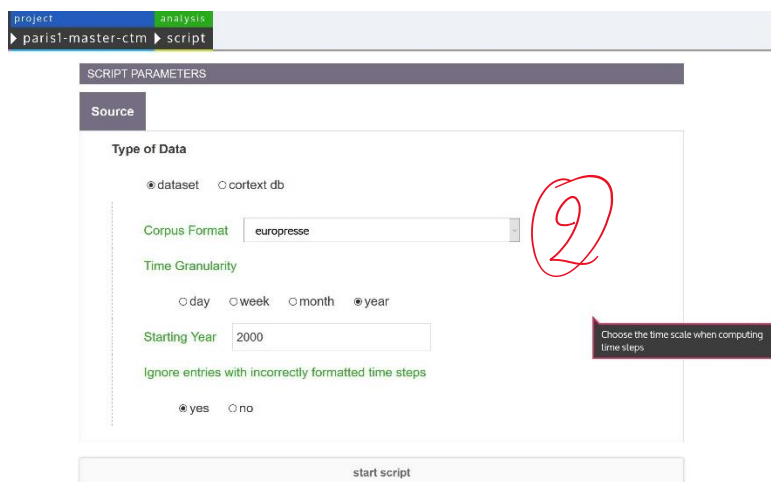 project analysis
paris1-master-ctm script
SCRIPT PARAMETERS
Source
Type of Data
dataset cortext db
Corpus Format europresse
2
Time Granularity
day week month year
Starting Year 2000
Choose the time scale when computing
time steps
Ignore entries with incorrectly formatted time steps
yes no
start script